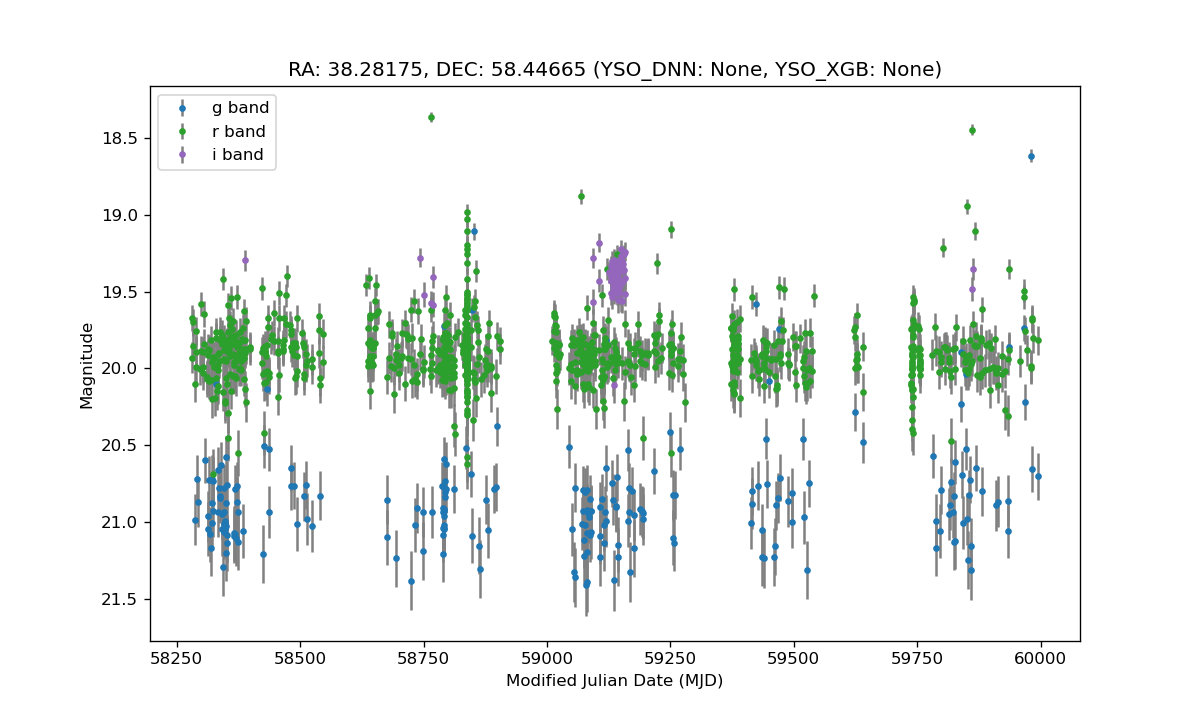 RA: 38.28175, DEC: 58.44665 (YSO_DNN: None, YSO_XGB: None)
g band
r band
i band
18.5
19.0
19.5
20.0
20.5
21.0
21.5
Magnitude
58250 58500 58750 59000 59250 59500 59750 60000
Modified Julian Date (MJD)